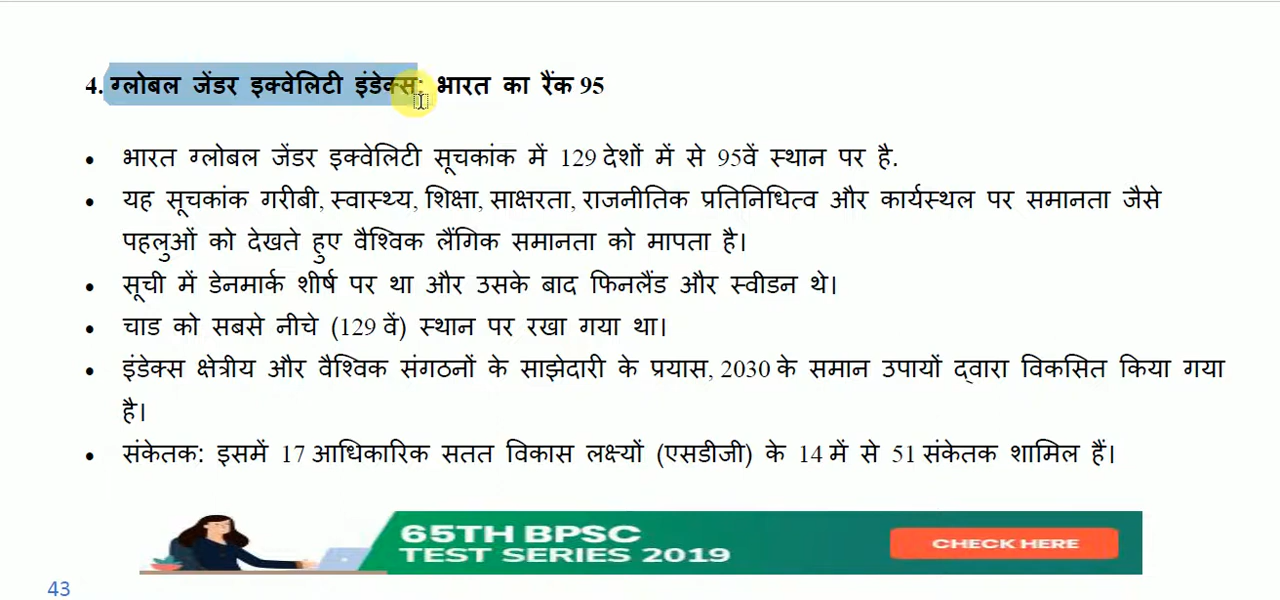 4. ग्लोबल जेंडर इक्वेलिटी इंडेक्स: भारत का रैंक 95
• भारत ग्लोबल जेंडर इक्वेलिटी सूचकांक में 129 देशों में से 95वें स्थान पर है.
• यह सूचकांक गरीबी, स्वास्थ्य, शिक्षा, साक्षरता, राजनीतिक प्रतिनिधित्व और कार्यस्थल पर समानता जैसे
पहलुओं को देखते हुए वैश्विक लैंगिक समानता को मापता है।
• सूची में डेनमार्क शीर्ष पर था और उसके बाद फिनलैंड और स्वीडन थे।
• चाड को सबसे नीचे (129 वें) स्थान पर रखा गया था।
• इंडेक्स क्षेत्रीय और वैश्विक संगठनों के साझेदारी के प्रयास, 2030 के समान उपायों द्वारा विकसित किया गया
है।
• संकेतक: इसमें 17 आधिकारिक सतत विकास लक्ष्यों (एसडीजी) के 14 में से 51 संकेतक शामिल हैं।
65TH BPSC
TEST SERIES 2019
CHECK HERE
43